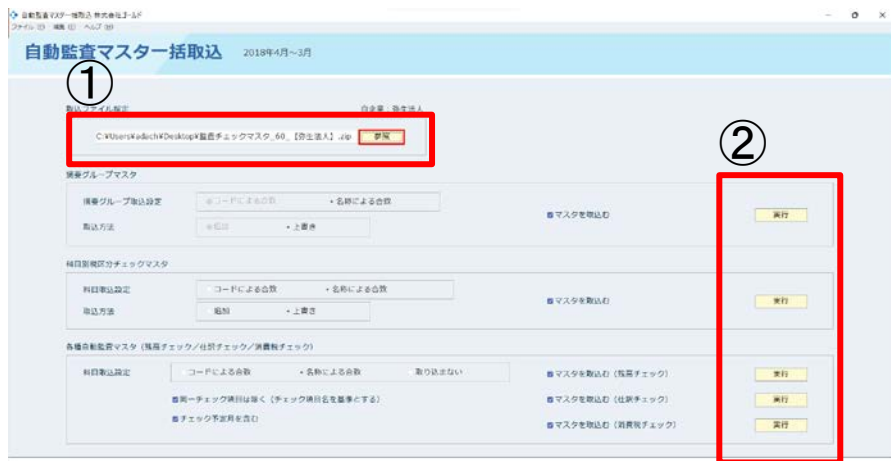 自動監査マスター括取込 株式会社ゴールド
ファイル(F) 編集(E) ヘルプ(H)
自動監査マスター括取込 2018年4月～3月
①
取込ファイル指定 自企業：弥生法人
C:¥Users¥adach¥Desktop¥監査チェックマスタ_60_【弥生法人】.zip 参照
②
摘要グループマスタ
摘要グループ取込設定 コードによる合致 名称による合致
取込方法 追加 上書き
マスタを取込む 実行
科目別税区分チェックマスタ
科目取込設定 コードによる合致 名称による合致
取込方法 追加 上書き
マスタを取込む 実行
各種自動監査マスタ（残高チェック／仕訳チェック／消費税チェック）
科目取込設定 コードによる合致 名称による合致 取り込まない
マスタを取込む（残高チェック） 実行
同一チェック項目は除く（チェック項目名を基準とする）
マスタを取込む（仕訳チェック） 実行
チェック予定月を含む
マスタを取込む（消費税チェック） 実行